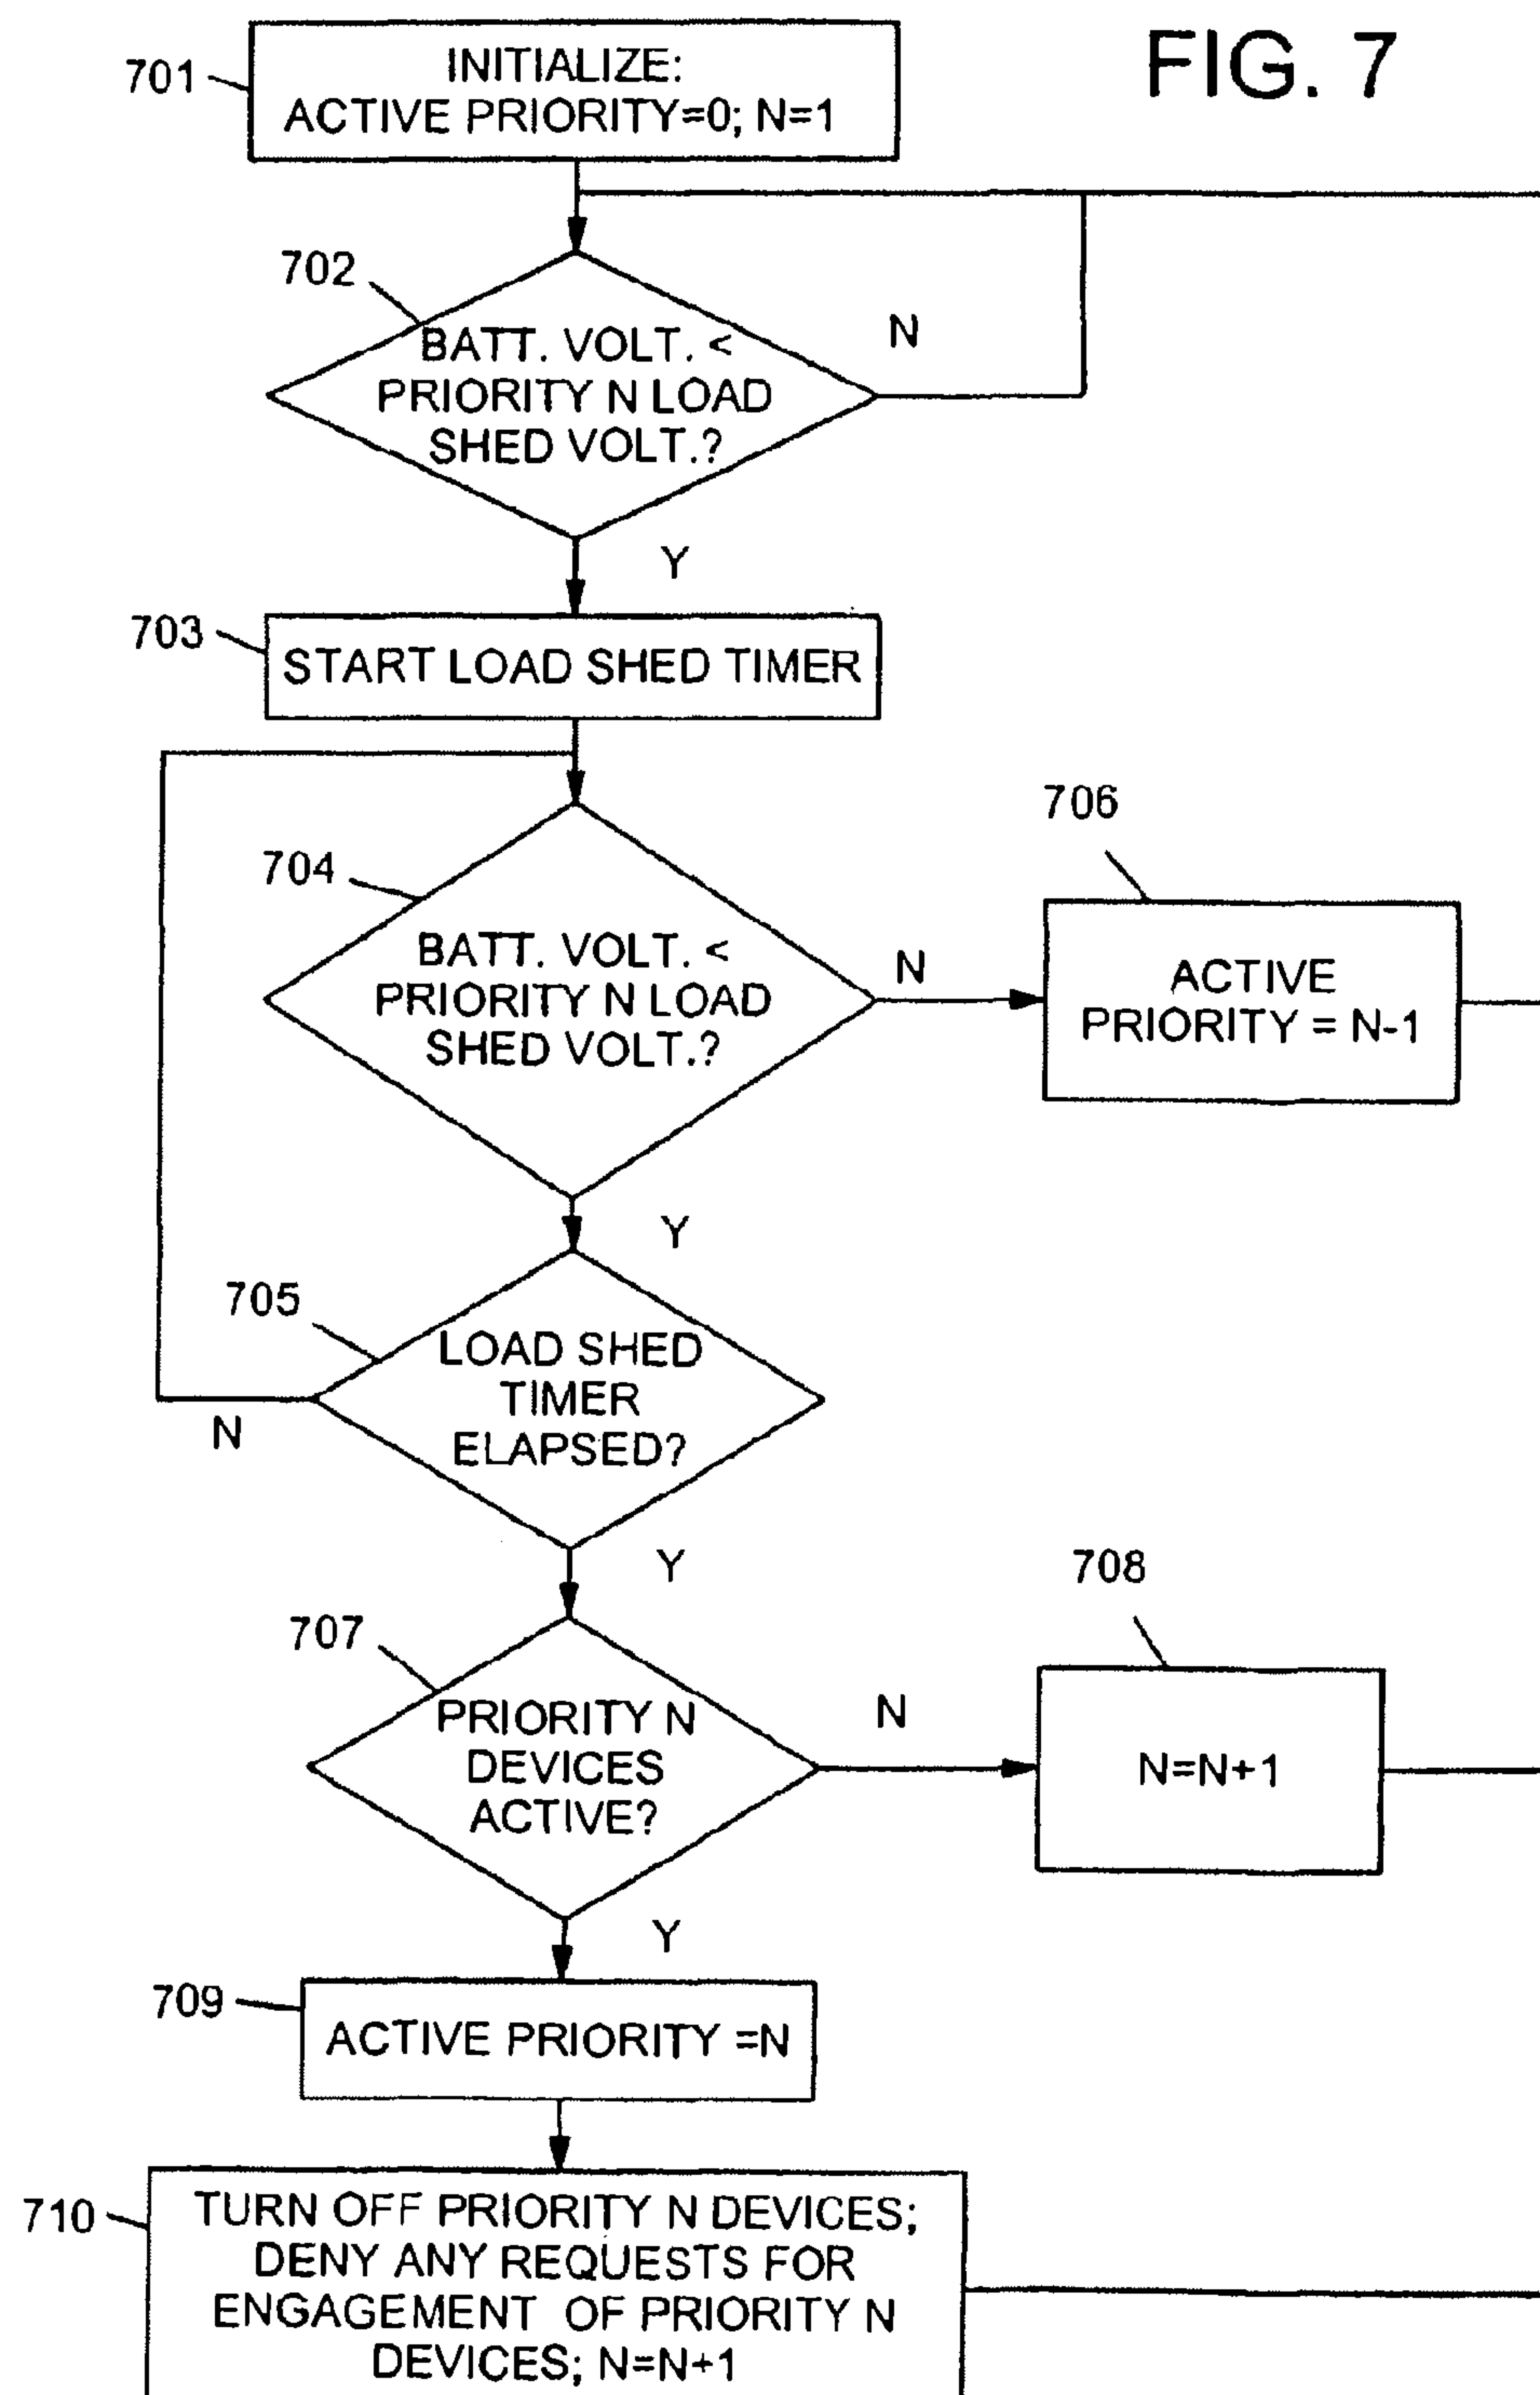 FIG. 7
701
INITIALIZE:
ACTIVE PRIORITY=0; N=1
702
BATT. VOLT. <
PRIORITY N LOAD
SHED VOLT.?
N
Y
703
START LOAD SHED TIMER
704
BATT. VOLT. <
PRIORITY N LOAD
SHED VOLT.?
N
706
ACTIVE
PRIORITY = N-1
Y
705
LOAD SHED
TIMER
ELAPSED?
N
Y
707
PRIORITY N
DEVICES
ACTIVE?
N
708
N=N+1
Y
709
ACTIVE PRIORITY =N
710
TURN OFF PRIORITY N DEVICES;
DENY ANY REQUESTS FOR
ENGAGEMENT OF PRIORITY N
DEVICES; N=N+1